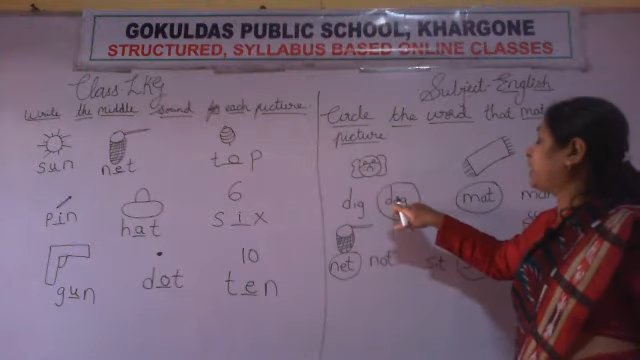 GOKULDAS PUBLIC SCHOOL, KHARGONE
STRUCTURED, SYLLABUS BASED ONLINE CLASSES
Class-LKG
Subject-English
Write the middle sound for each picture
sun net top
pin hat 6 six
gun dot 10 ten
Circle the word that
picture
dig dog mat
net not